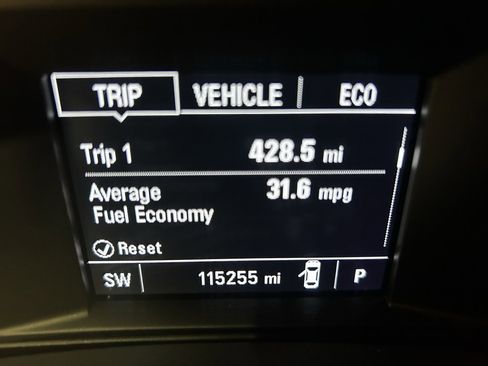 TRIP VEHICLE ECO
Trip 1 428.5 mi
Average 31.6 mpg
Fuel Economy
Reset
SW 115255 mi P